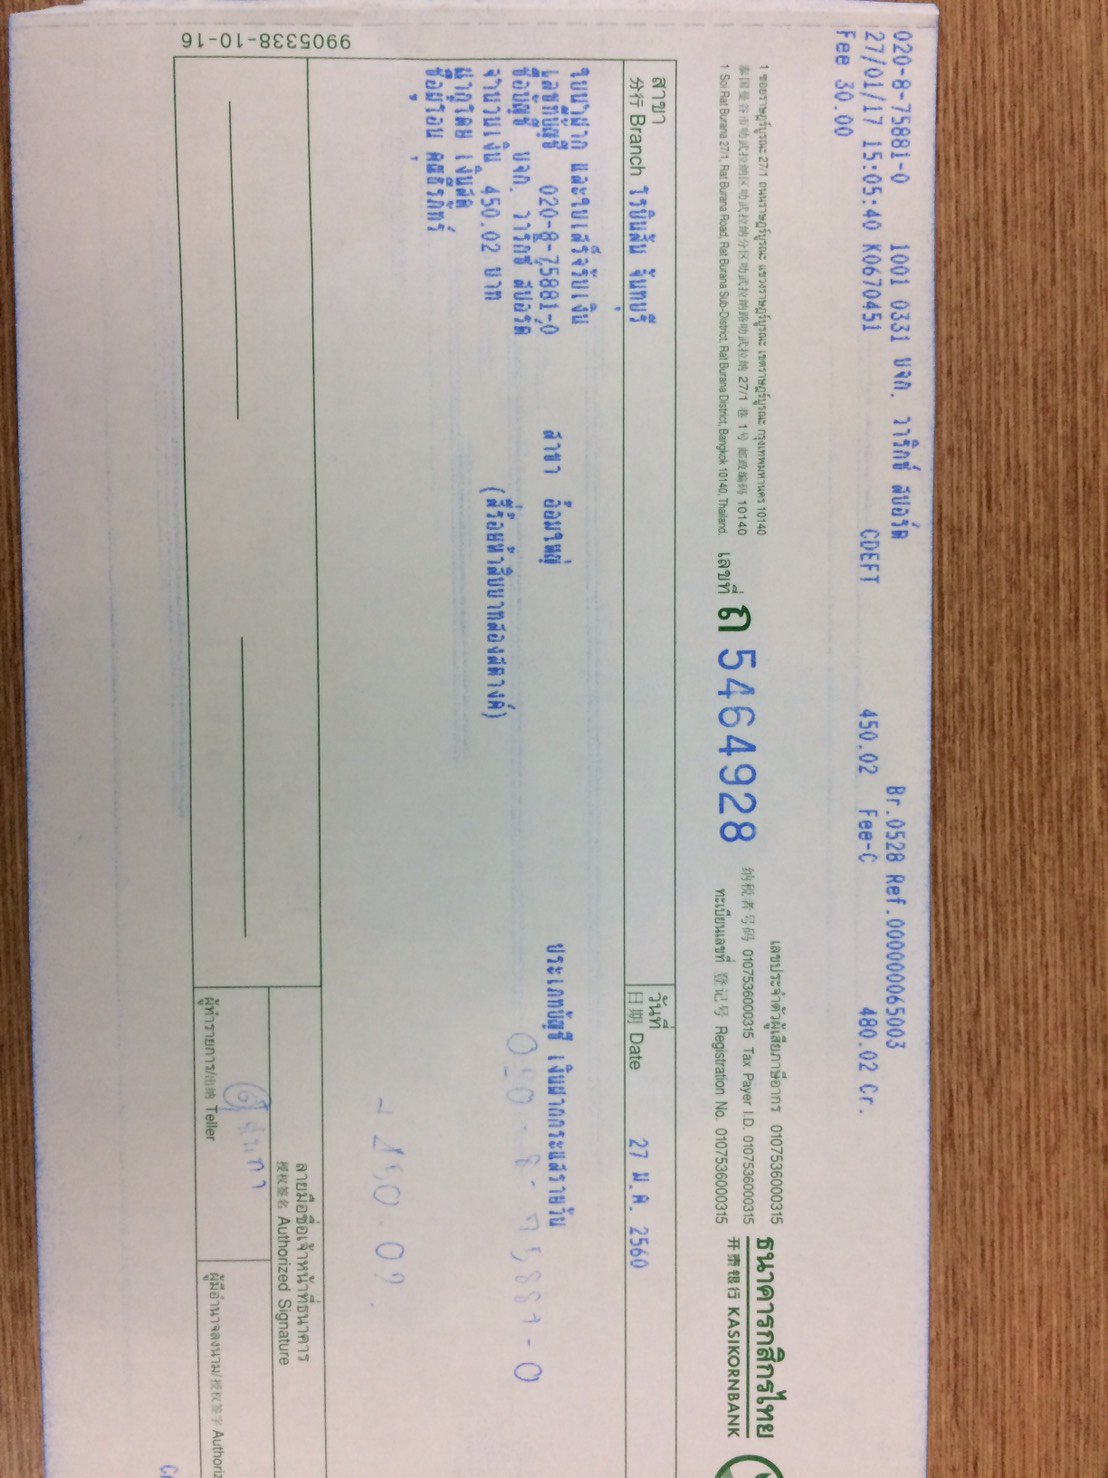 020-8-75881-0 1001 0331 บจก. วาริทซ์ สปอร์ต Br.0528 Ref.000000065003
27/01/17 15:05:40 K0670451 CDEFT 450.02 Fee-C 480.02 Cr.
Fee 30.00
1 ซอยราษฎร์บูรณะ 27/1 ถนนราษฎร์บูรณะ แขวงราษฎร์บูรณะ เขตราษฎร์บูรณะ กรุงเทพมหานคร 10140
泰国曼谷市叻武拉纳区叻武拉纳分区叻武拉纳路叻武拉纳 27/1 巷 1 号 邮政编码 10140
1 Soi Rat Burana 27/1, Rat Burana Road, Rat Burana Sub-District, Rat Burana District, Bangkok 10140, Thailand.
เลขที่ ถ 5464928
เลขประจำตัวผู้เสียภาษีอากร 0107536000315
纳税者号码 0107536000315 Tax Payer I.D. 0107536000315
ทะเบียนเลขที่ 登记号 Registration No. 0107536000315
ธนาคารกสิกรไทย
开泰银行 KASIKORNBANK
สาขา
分行 Branch โรบินสัน จันทบุรี
วันที่
日期 Date 27 ม.ค. 2560
ใบนำฝาก และใบเสร็จรับเงิน
เลขที่บัญชี 020-8-75881-0 สาขา อ้อมใหญ่ ประเภทบัญชี เงินฝากกระแสรายวัน
ชื่อบัญชี บจก. วาริทซ์ สปอร์ต
020-8-75881-0
จำนวนเงิน 450.02 บาท (สี่ร้อยห้าสิบบาทสองสตางค์)
นำฝากโดย เงินสด
ชื่อผู้โอน
- 450.02
ลายมือชื่อเจ้าหน้าที่ธนาคาร
授权签名 Authorized Signature
ผู้ทำรายการ/出纳 Teller
ผู้มีอำนาจลงนาม/授权签字
9905338-10-16